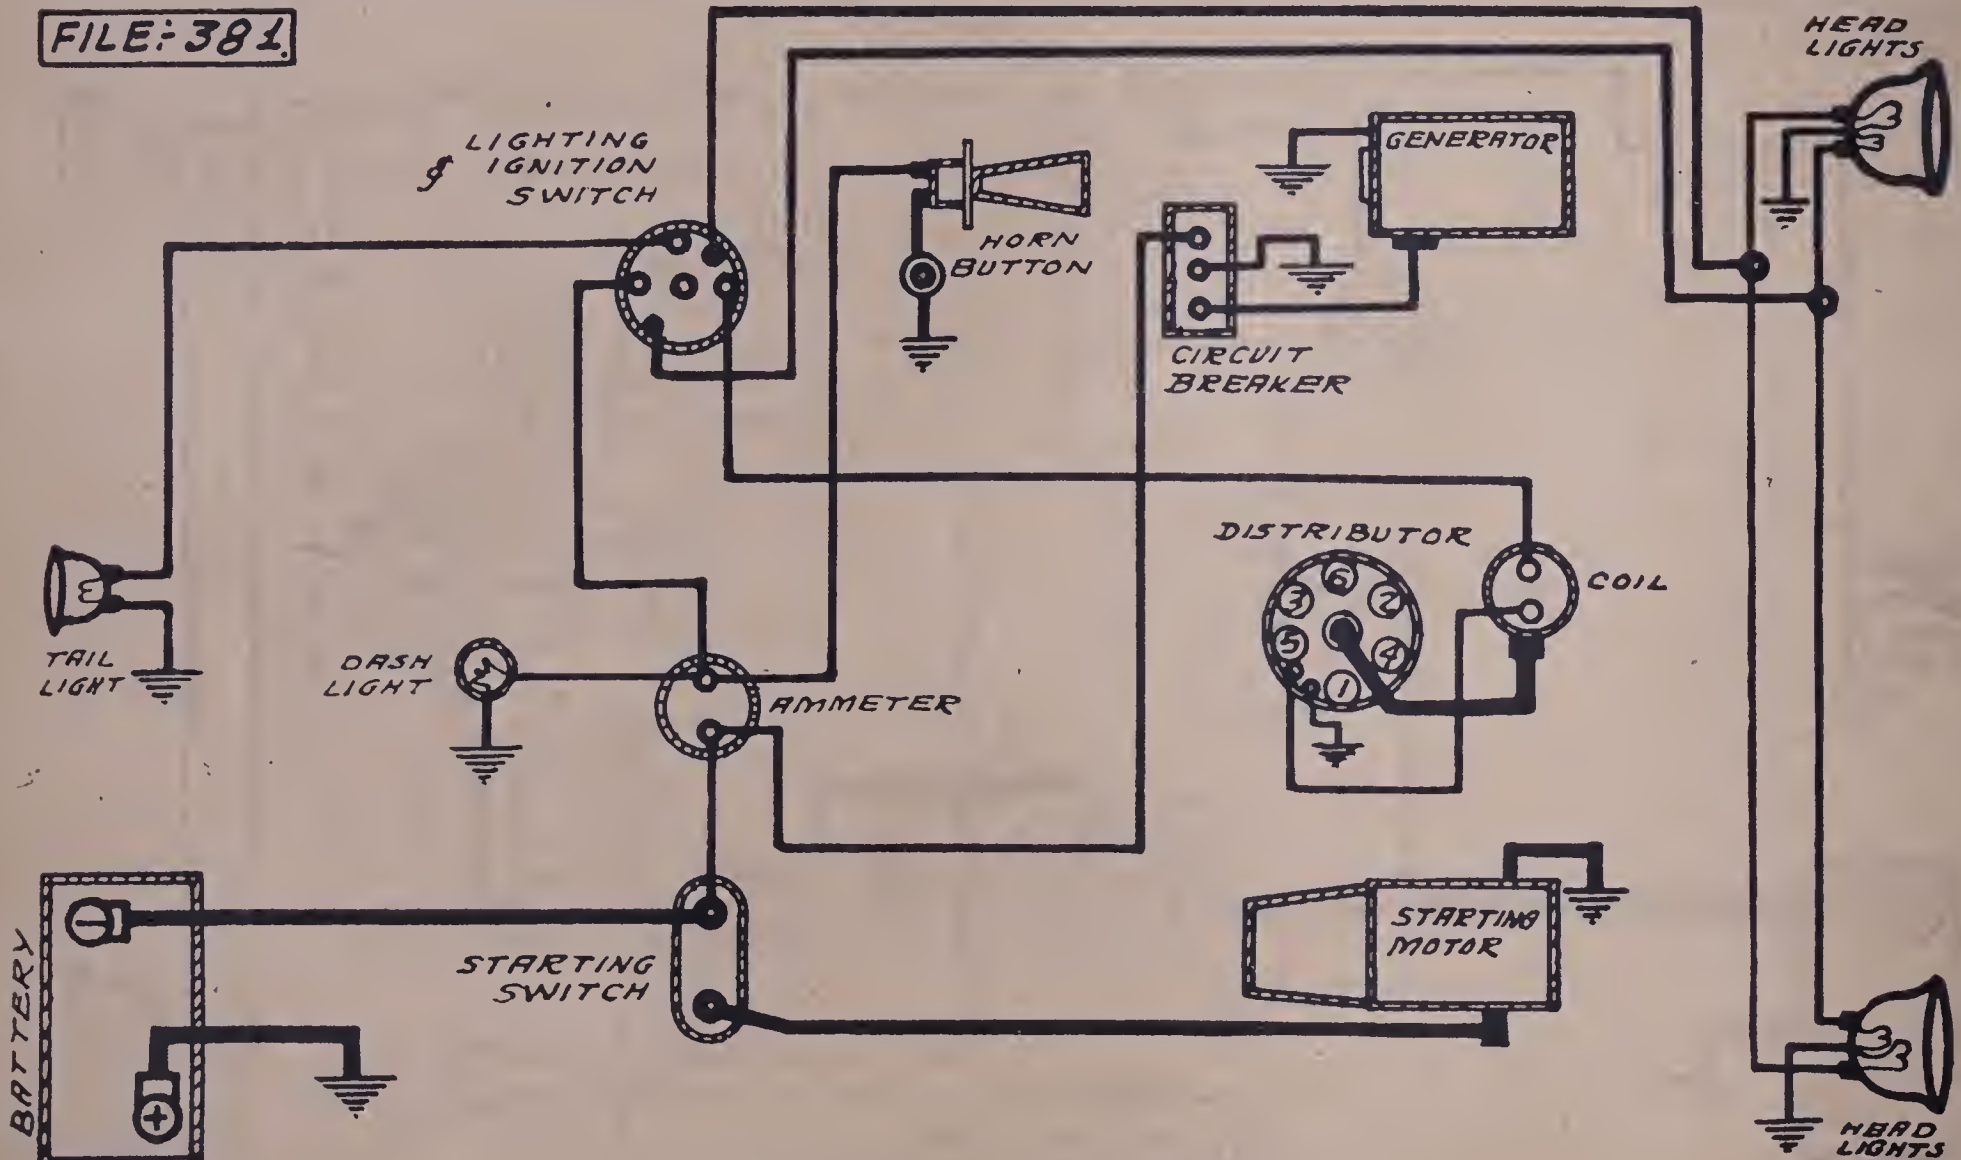 FILE:-381.
HEAD
LIGHTS
LIGHTING
& IGNITION
SWITCH
GENERATOR
HORN
BUTTON
CIRCUIT
BREAKER
DISTRIBUTOR
6
3
2
5
4
1
COIL
TAIL
LIGHT
DASH
LIGHT
AMMETER
BATTERY
−
+
STARTING
SWITCH
STARTING
MOTOR
HEAD
LIGHTS